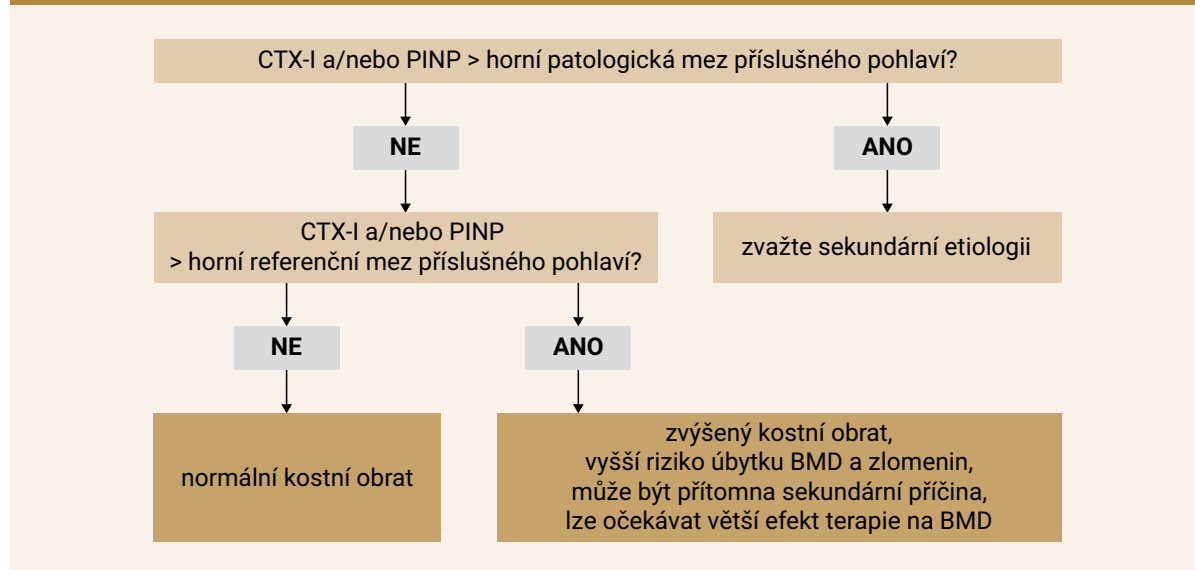 CTX-I a/nebo PINP > horní patologická mez příslušného pohlaví?
NE
ANO
CTX-I a/nebo PINP
> horní referenční mez příslušného pohlaví?
zvažte sekundární etiologii
NE
ANO
normální kostní obrat
zvýšený kostní obrat,
vyšší riziko úbytku BMD a zlomenin,
může být přítomna sekundární příčina,
lze očekávat větší efekt terapie na BMD